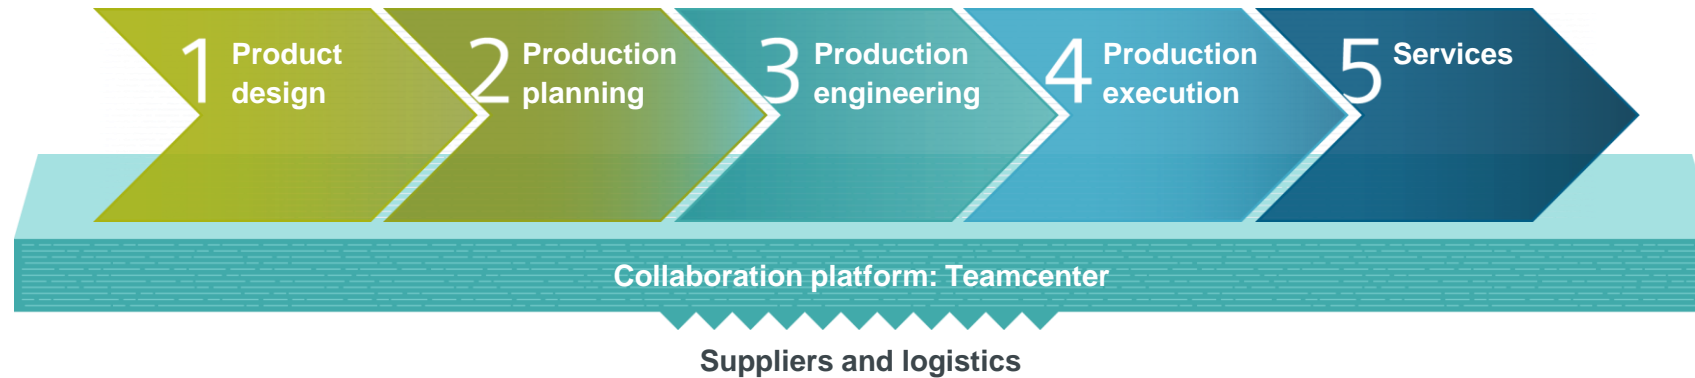 1 Product
design
2 Production
planning
3 Production
engineering
4 Production
execution
5 Services
Collaboration platform: Teamcenter
Suppliers and logistics